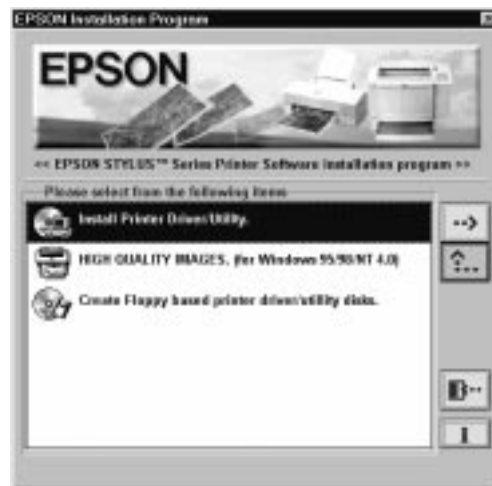 EPSON Installation Program
EPSON
<< EPSON STYLUS™ Series Printer Software installation program >>
Please select from the following items
Install Printer Driver/Utility.
HIGH QUALITY IMAGES. (for Windows 95/98/NT 4.0)
Create Floppy based printer driver/utility disks.
-->
I